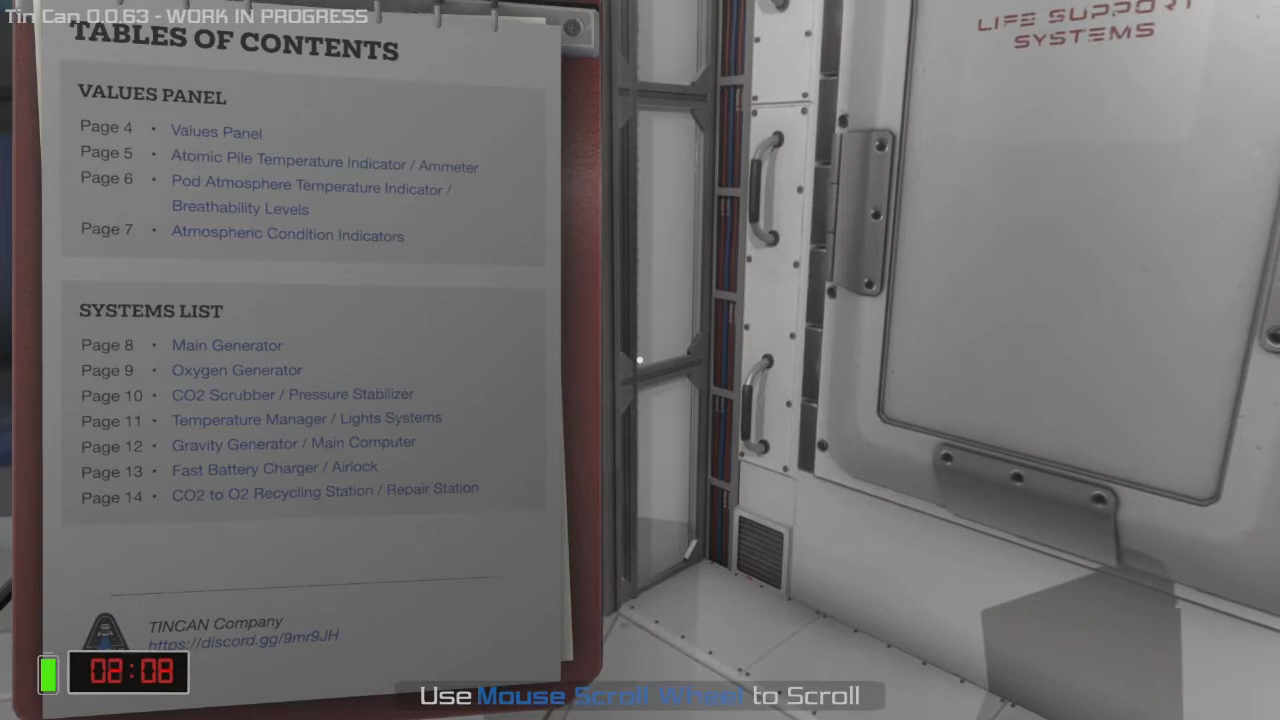 Tin Can 0.0.63 - WORK IN PROGRESS
TABLES OF CONTENTS
VALUES PANEL
Page 4 • Values Panel
Page 5 • Atomic Pile Temperature Indicator / Ammeter
Page 6 • Pod Atmosphere Temperature Indicator /
Breathability Levels
Page 7 • Atmospheric Condition Indicators
SYSTEMS LIST
Page 8 • Main Generator
Page 9 • Oxygen Generator
Page 10 • CO2 Scrubber / Pressure Stabilizer
Page 11 • Temperature Manager / Lights Systems
Page 12 • Gravity Generator / Main Computer
Page 13 • Fast Battery Charger / Airlock
Page 14 • CO2 to O2 Recycling Station / Repair Station
TINCAN Company
https://discord.gg/9mr9JH
LIFE SUPPORT
SYSTEMS
02:08
Use Mouse Scroll Wheel to Scroll